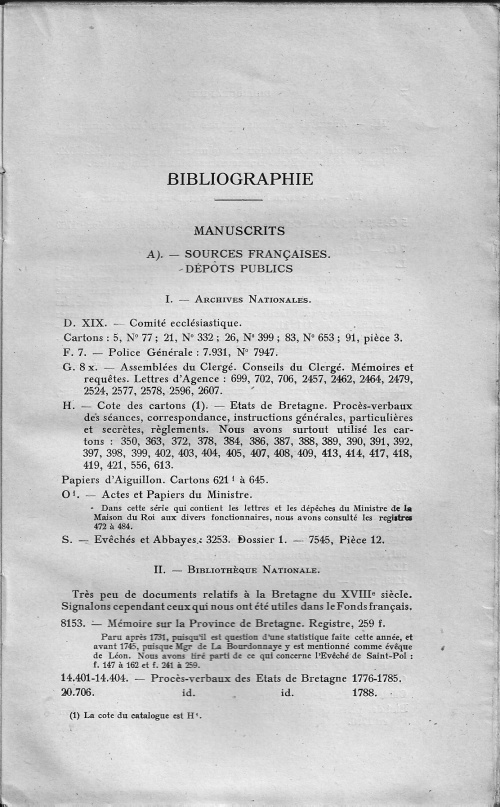 BIBLIOGRAPHIE
MANUSCRITS
A). — SOURCES FRANÇAISES.
DÉPÔTS PUBLICS
I. — Archives Nationales.
D. XIX. — Comité ecclésiastique.
Cartons : 5, N° 77 ; 21, N° 332 ; 26, N° 399 ; 83, N° 653 ; 91, pièce 3.
F. 7. — Police Générale : 7.931, N° 7947.
G. 8 x. — Assemblées du Clergé. Conseils du Clergé. Mémoires et
requêtes. Lettres d'Agence : 699, 702, 706, 2457, 2462, 2464, 2479,
2524, 2577, 2578, 2596, 2607.
H. — Cote des cartons (1). — Etats de Bretagne. Procès-verbaux
des séances, correspondance, instructions générales, particulières
et secrètes, règlements. Nous avons surtout utilisé les car-
tons : 350, 363, 372, 378, 384, 386, 387, 388, 389, 390, 391, 392,
397, 398, 399, 402, 403, 404, 405, 407, 408, 409, 413, 414, 417, 418,
419, 421, 556, 613.
Papiers d'Aiguillon. Cartons 621¹ à 645.
O¹. — Actes et Papiers du Ministre.
Dans cette série qui contient les lettres et les dépêches du Ministre de la
Maison du Roi aux divers fonctionnaires, nous avons consulté les registres
472 à 484.
S. — Evêchés et Abbayes : 3253. Dossier 1. — 7545, Pièce 12.
II. — Bibliothèque Nationale.
Très peu de documents relatifs à la Bretagne du XVIIIᵉ siècle.
Signalons cependant ceux qui nous ont été utiles dans le Fonds français.
8153. — Mémoire sur la Province de Bretagne. Registre, 259 f.
Paru après 1731, puisqu'il est question d'une statistique faite cette année, et
avant 1745, puisque Mgr de La Bourdonnaye y est mentionné comme évêque
de Léon. Nous avons tiré parti de ce qui concerne l'Evêché de Saint-Pol :
f. 147 à 162 et f. 241 à 259.
14.401-14.404. — Procès-verbaux des Etats de Bretagne 1776-1785.
20.706. id. id. 1788.
(1) La cote du catalogue est H¹.